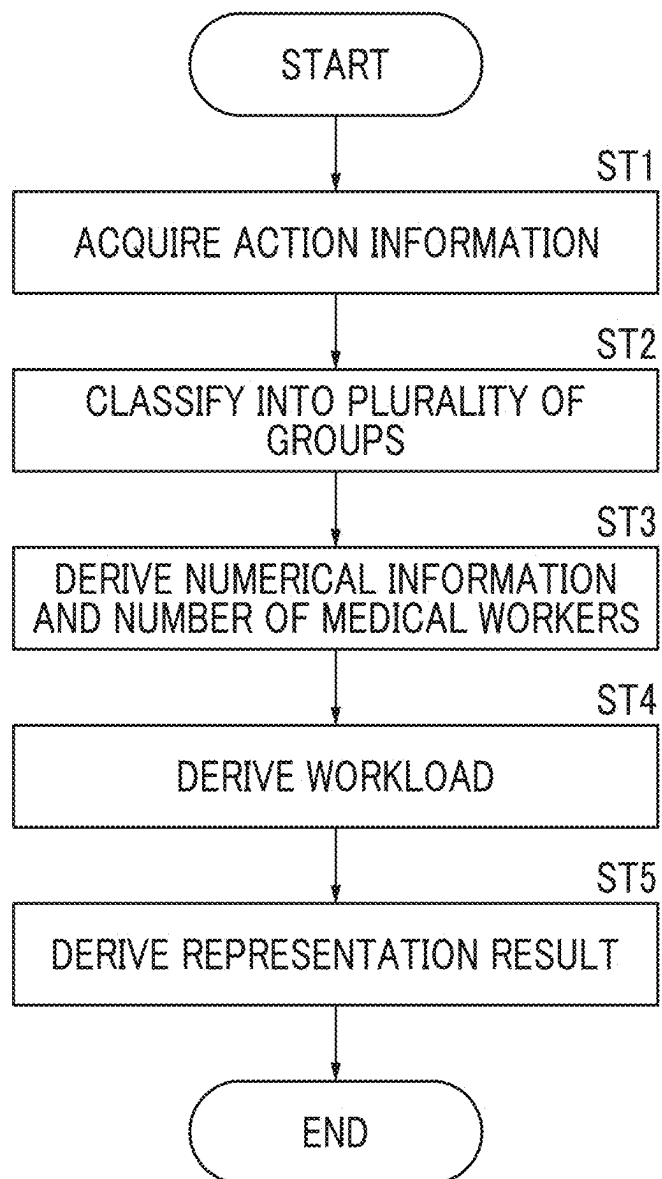 START
ST1
ACQUIRE ACTION INFORMATION
ST2
CLASSIFY INTO PLURALITY OF
GROUPS
ST3
DERIVE NUMERICAL INFORMATION
AND NUMBER OF MEDICAL WORKERS
ST4
DERIVE WORKLOAD
ST5
DERIVE REPRESENTATION RESULT
END